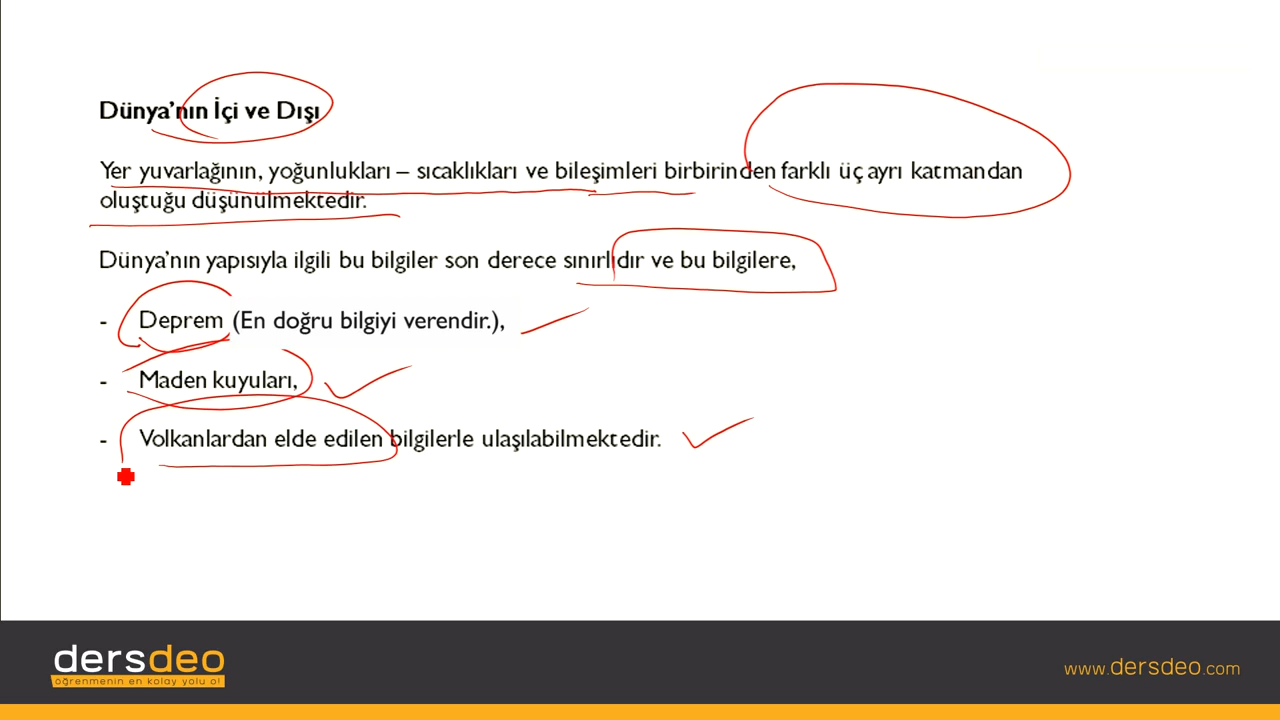 Dünya'nın İçi ve Dışı
Yer yuvarlağının, yoğunlukları – sıcaklıkları ve bileşimleri birbirinden farklı üç ayrı katmandan
oluştuğu düşünülmektedir.
Dünya'nın yapısıyla ilgili bu bilgiler son derece sınırlıdır ve bu bilgilere,
- Deprem (En doğru bilgiyi verendir.),
- Maden kuyuları,
- Volkanlardan elde edilen bilgilerle ulaşılabilmektedir.
dersdeo
öğrenmenin en kolay yolu o!
www.dersdeo.com